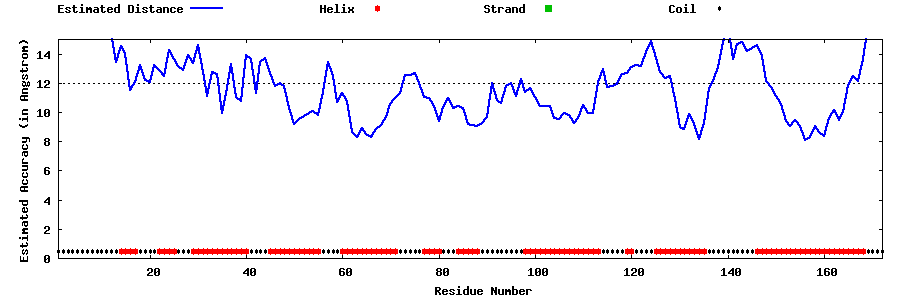 Estimated Distance Helix Strand Coil
Estimated Accuracy (in Angstrom)
14
12
10
8
6
4
2
0
20 40 60 80 100 120 140 160
Residue Number